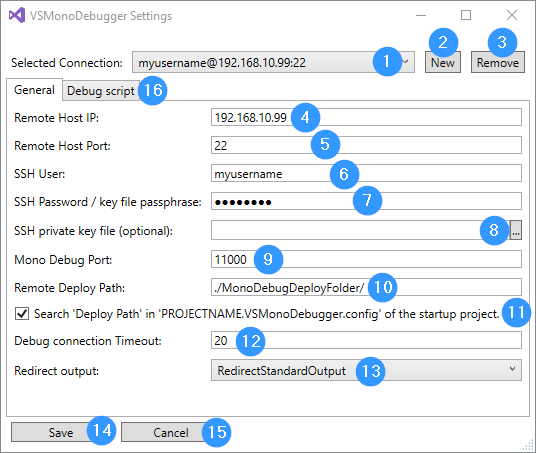 VSMonoDebugger Settings
2 3
Selected Connection: myusername@192.168.10.99:22 1 New Remove
General Debug script 16
Remote Host IP: 192.168.10.99 4
Remote Host Port: 22 5
SSH User: myusername 6
SSH Password / key file passphrase: ●●●●●●●● 7
SSH private key file (optional): 8 ...
Mono Debug Port: 11000 9
Remote Deploy Path: ./MonoDebugDeployFolder/ 10
Search 'Deploy Path' in 'PROJECTNAME.VSMonoDebugger.config' of the startup project. 11
Debug connection Timeout: 20 12
Redirect output: RedirectStandardOutput 13
Save 14 Cancel 15